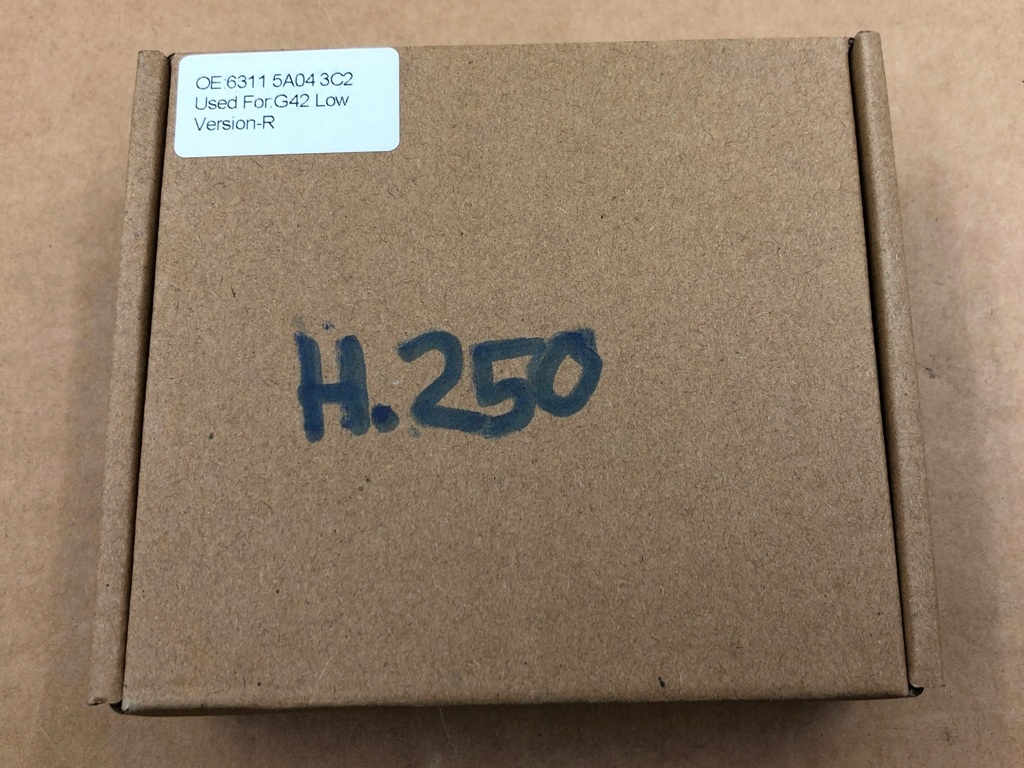 OE:6311 5A04 3C2
Used For:G42 Low
Version-R
H.250